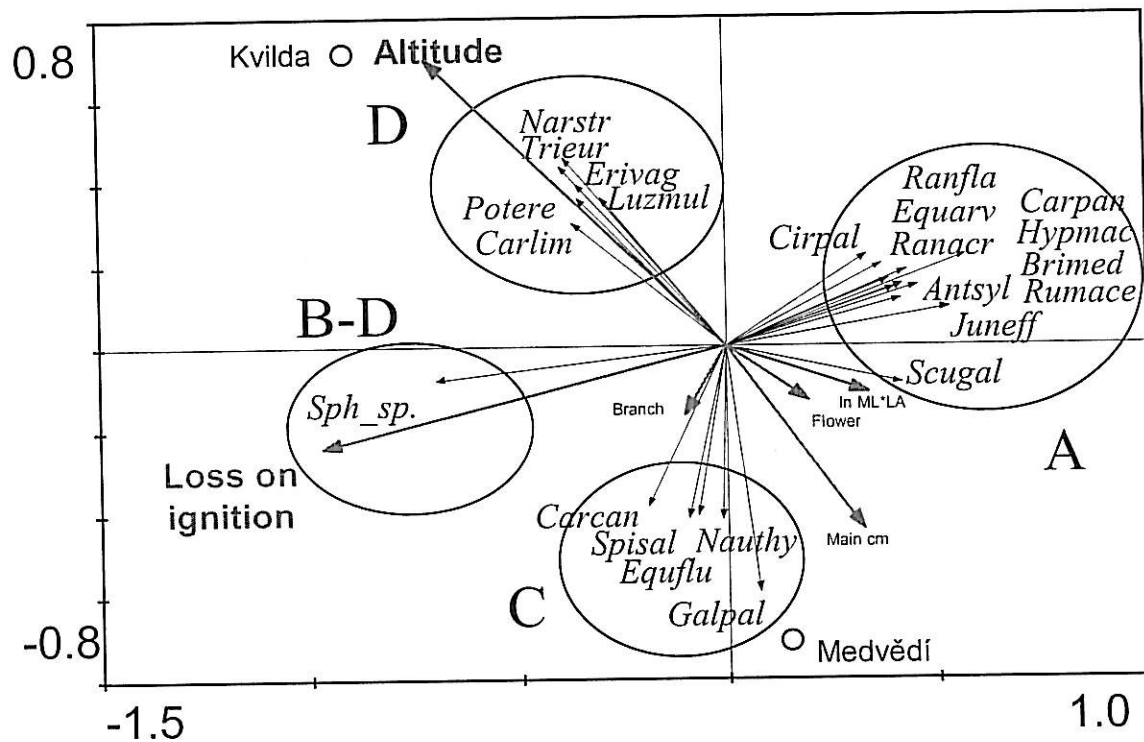 0.8
Kvilda
Altitude
D
Narstr
Trieur
Erivag
Luzmul
Potere
Carlim
Cirpal
Ranfla
Equarv
Ranacr
Carpan
Hypmac
Brimed
Antsyl Rumace
Juneff
B-D
Sph_sp.
Scugal
ln ML*LA
Branch
Flower
A
Loss on
ignition
Carcan
Spisal Nauthy
Equflu
Main cm
C
Galpal
-0.8
Medvědí
-1.5
1.0